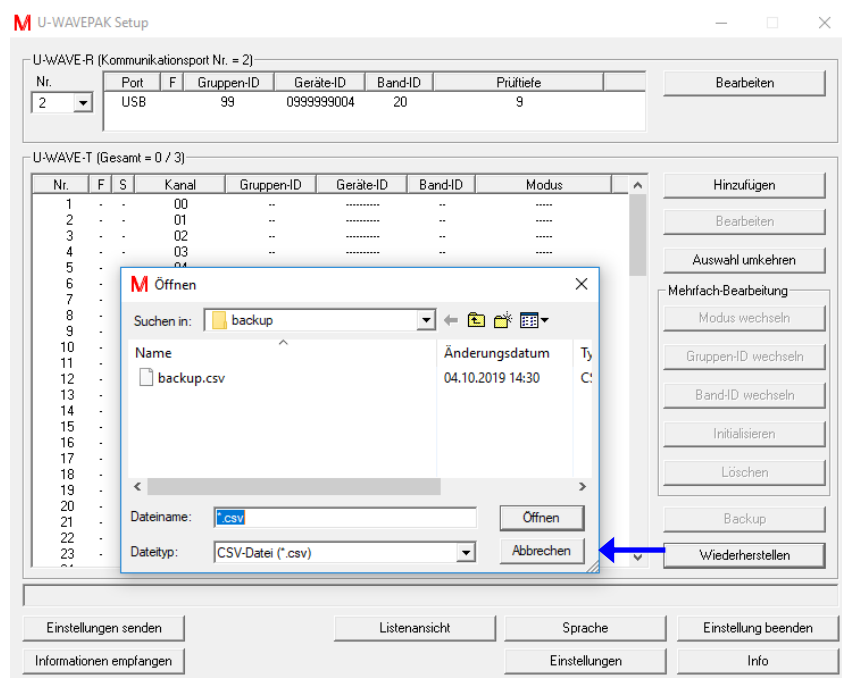 U-WAVEPAK Setup
U-WAVE-R (Kommunikationsport Nr. = 2)
Nr.
Port F Gruppen-ID Geräte-ID Band-ID Prüftiefe
Bearbeiten
2 USB 99 0999999004 20 9
U-WAVE-T (Gesamt = 0 / 3)
Nr. F S Kanal Gruppen-ID Geräte-ID Band-ID Modus
Hinzufügen
1 - - 00 -- ---------- -- -----
2 - - 01 -- ---------- -- -----
Bearbeiten
3 - - 02 -- ---------- -- -----
4 - - 03 -- ---------- -- -----
Auswahl umkehren
5 -
6 -
7 -
8 -
9 -
10 -
11 -
12 -
13 -
14 -
15 -
16 -
17 -
18 -
19 -
20 -
21 -
22 -
23 -
Öffnen
Suchen in: backup
Name Änderungsdatum
backup.csv 04.10.2019 14:30
Dateiname: *.csv Öffnen
Dateityp: CSV-Datei (*.csv) Abbrechen
Mehrfach-Bearbeitung
Modus wechseln
Gruppen-ID wechseln
Band-ID wechseln
Initialisieren
Löschen
Backup
Wiederherstellen
Einstellungen senden Listenansicht Sprache Einstellung beenden
Informationen empfangen Einstellungen Info